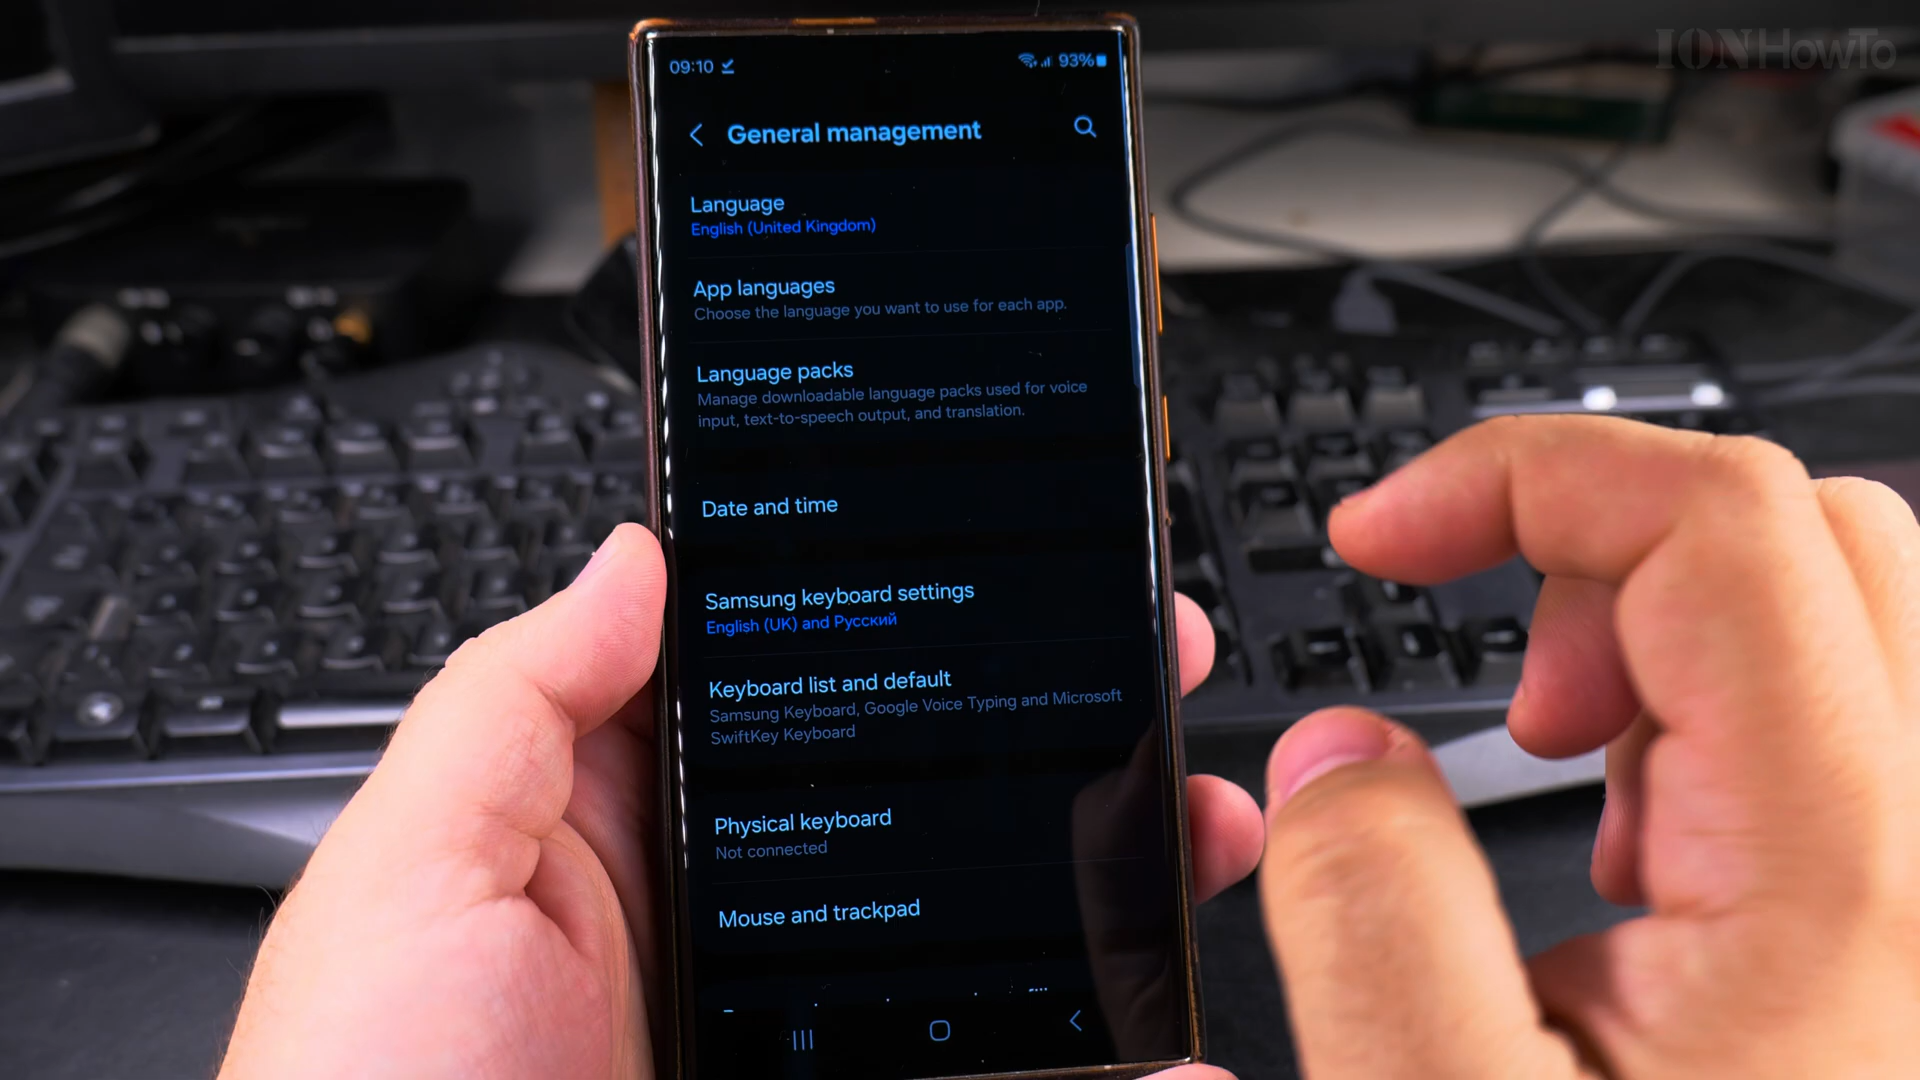 IONHowTo
09:10
93%
General management
Language
English (United Kingdom)
App languages
Choose the language you want to use for each app.
Language packs
Manage downloadable language packs used for voice
input, text-to-speech output, and translation.
Date and time
Samsung keyboard settings
English (UK) and Русский
Keyboard list and default
Samsung Keyboard, Google Voice Typing and Microsoft
SwiftKey Keyboard
Physical keyboard
Not connected
Mouse and trackpad